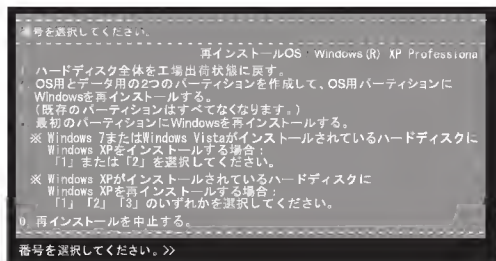 番号を選択してください。
再インストールOS : Windows(R) XP Professional
ハードディスク全体を工場出荷状態に戻す。
OS用とデータ用の2つのパーティションを作成して、OS用パーティションに
Windowsを再インストールする。
(既存のパーティションはすべてなくなります。)
最初のパーティションにWindowsを再インストールする。
※ Windows 7またはWindows Vistaがインストールされているハードディスクに
Windows XPをインストールする場合:
「1」または「2」を選択してください。
※ Windows XPがインストールされているハードディスクに
Windows XPを再インストールする場合:
「1」「2」「3」のいずれかを選択してください。
0. 再インストールを中止する。
番号を選択してください。>>